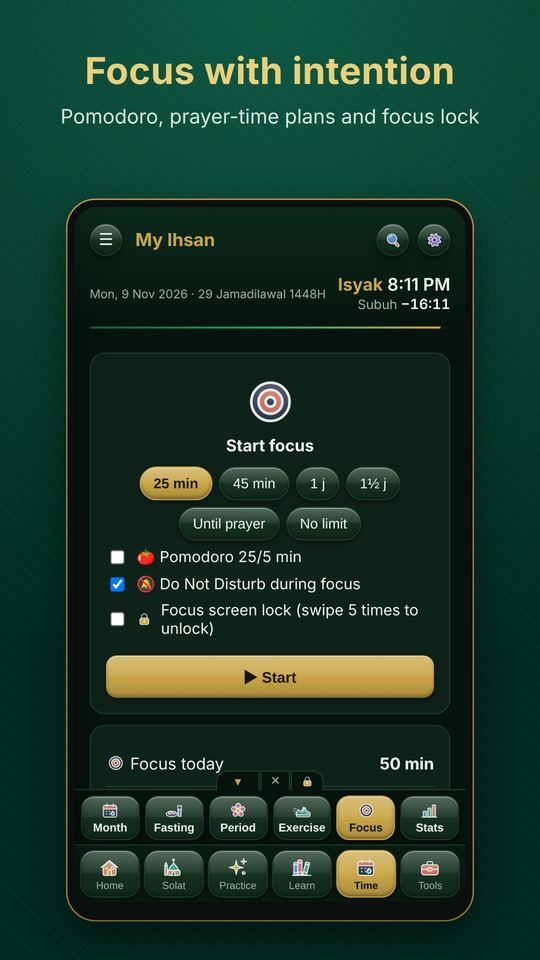 Focus with intention
Pomodoro, prayer-time plans and focus lock
My Ihsan
Mon, 9 Nov 2026 · 29 Jamadilawal 1448H
Isyak 8:11 PM
Subuh −16:11
Start focus
25 min
45 min
1 j
1½ j
Until prayer
No limit
Pomodoro 25/5 min
Do Not Disturb during focus
Focus screen lock (swipe 5 times to
unlock)
Start
Focus today
50 min
Month
Fasting
Period
Exercise
Focus
Stats
Home
Solat
Practice
Learn
Time
Tools